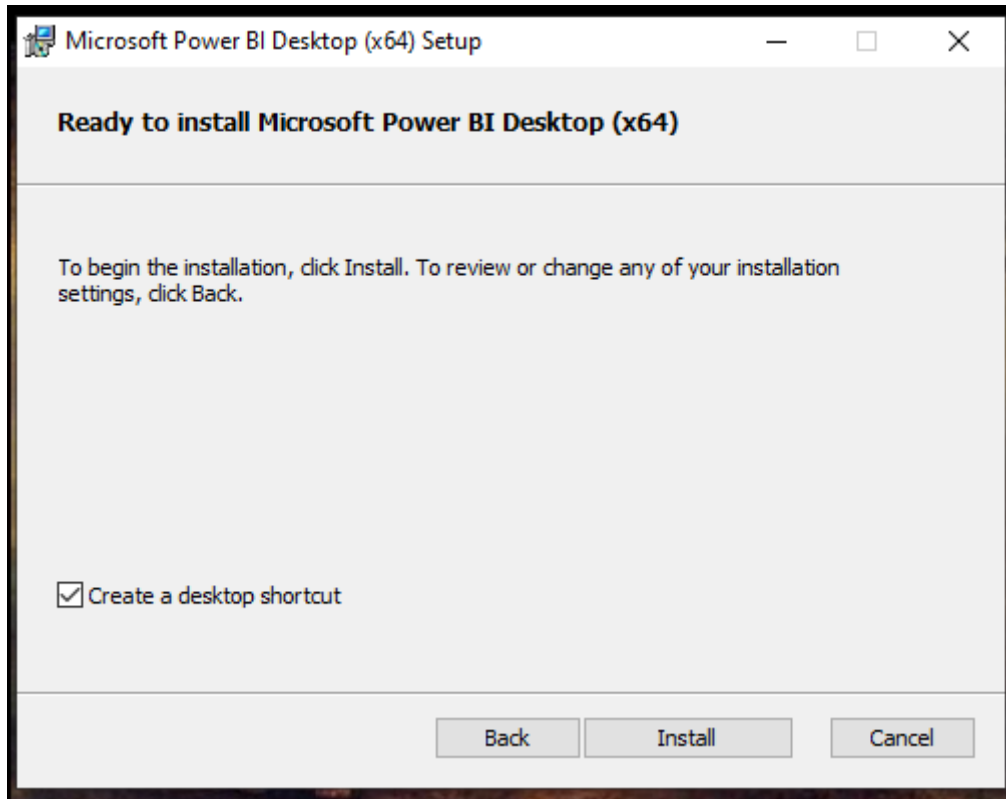 Microsoft Power BI Desktop (x64) Setup
Ready to install Microsoft Power BI Desktop (x64)
To begin the installation, click Install. To review or change any of your installation
settings, click Back.
Create a desktop shortcut
Back Install Cancel